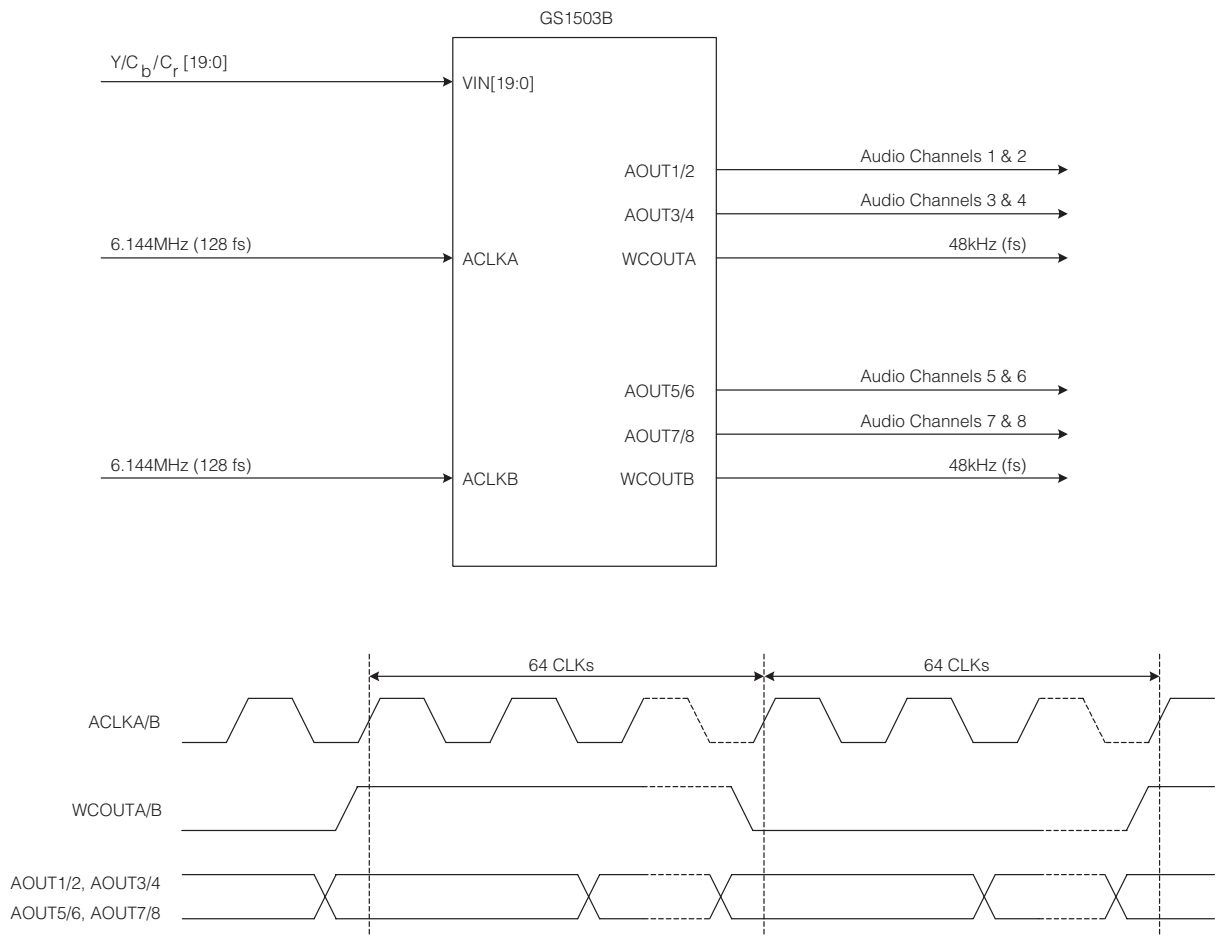 GS1503B
Y/Cb/Cr [19:0]
VIN[19:0]
AOUT1/2
Audio Channels 1 & 2
AOUT3/4
Audio Channels 3 & 4
6.144MHz (128 fs)
ACLKA
WCOUTA
48kHz (fs)
AOUT5/6
Audio Channels 5 & 6
AOUT7/8
Audio Channels 7 & 8
6.144MHz (128 fs)
ACLKB
WCOUTB
48kHz (fs)
64 CLKs
64 CLKs
ACLKA/B
WCOUTA/B
AOUT1/2, AOUT3/4
AOUT5/6, AOUT7/8